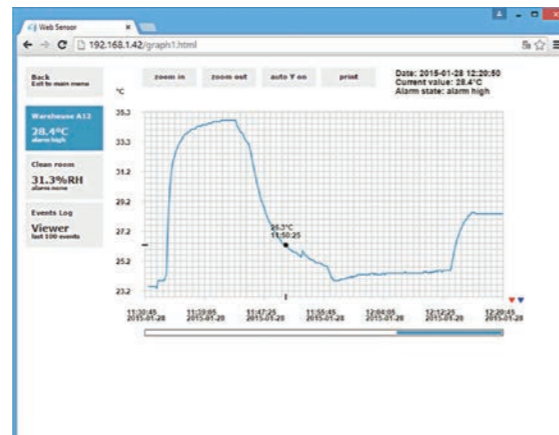 Web Sensor
192.168.1.42/graph1.html
Back
Exit to main menu
zoom in
zoom out
auto Y on
print
Date: 2015-01-28 12:20:50
Current value: 28.4°C
Alarm state: alarm high
°C
Warehouse A12
28.4°C
alarm high
Clean room
31.3%RH
alarm none
Events Log
Viewer
last 100 events
35.3
33.3
31.2
29.2
27.2
25.2
23.2
26.3°C
11:50:25
11:30:45
2015-01-28
11:39:05
2015-01-28
11:47:25
2015-01-28
11:55:45
2015-01-28
12:04:05
2015-01-28
12:12:25
2015-01-28
12:20:45
2015-01-28